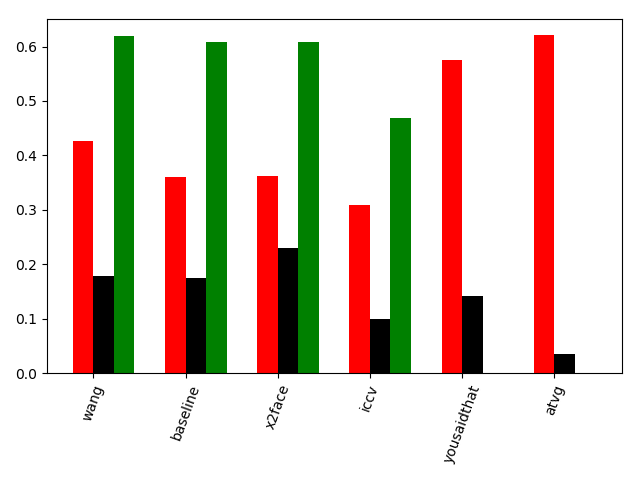 0.6
0.5
0.4
0.3
0.2
0.1
0.0
wang
baseline
x2face
iccv
yousaidthat
atvg